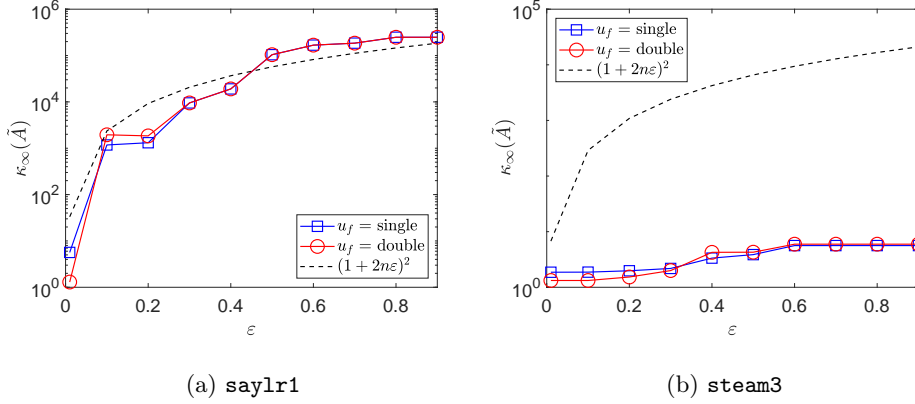 10^6
10^4
10^2
10^0
κ_∞(Ã)
u_f = single
u_f = double
(1 + 2nε)^2
0
0.2
0.4
0.6
0.8
ε
(a) saylr1
10^5
10^0
κ_∞(Ã)
u_f = single
u_f = double
(1 + 2nε)^2
0
0.2
0.4
0.6
0.8
ε
(b) steam3